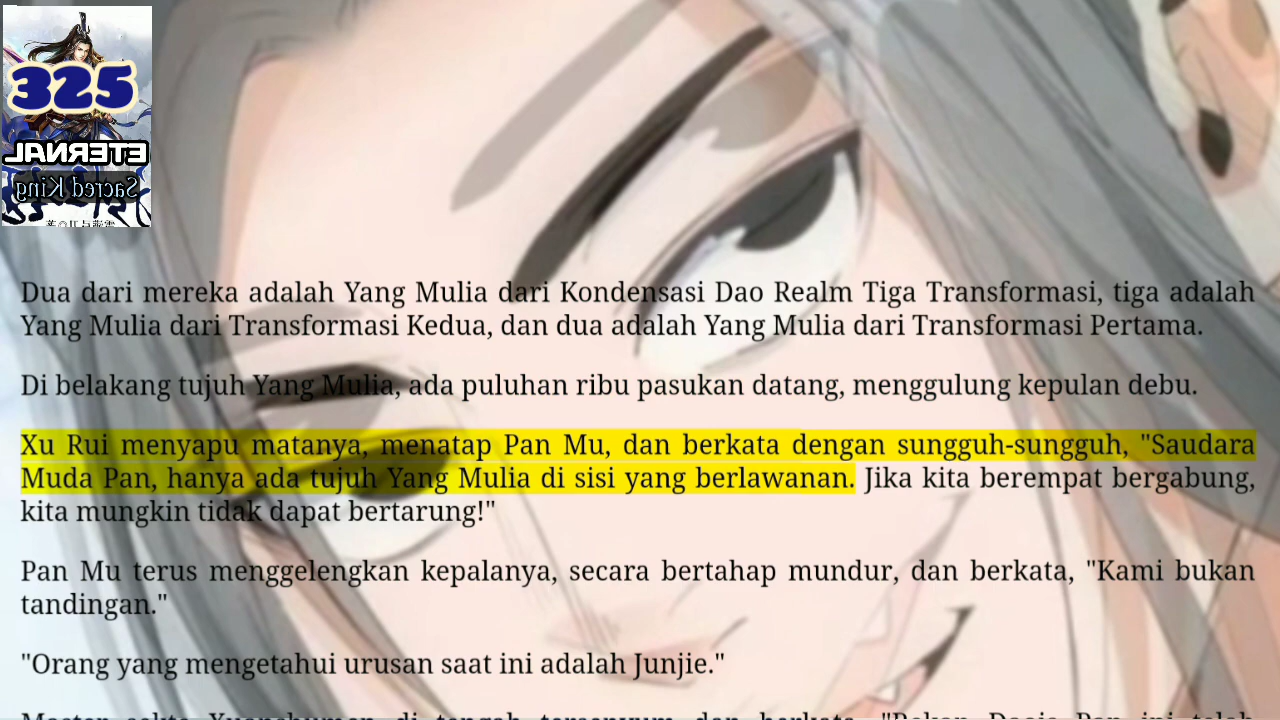 325
ETERNAL
Sacred King
Dua dari mereka adalah Yang Mulia dari Kondensasi Dao Realm Tiga Transformasi, tiga adalah
Yang Mulia dari Transformasi Kedua, dan dua adalah Yang Mulia dari Transformasi Pertama.
Di belakang tujuh Yang Mulia, ada puluhan ribu pasukan datang, menggulung kepulan debu.
Xu Rui menyapu matanya, menatap Pan Mu, dan berkata dengan sungguh-sungguh, "Saudara
Muda Pan, hanya ada tujuh Yang Mulia di sisi yang berlawanan. Jika kita berempat bergabung,
kita mungkin tidak dapat bertarung!"
Pan Mu terus menggelengkan kepalanya, secara bertahap mundur, dan berkata, "Kami bukan
tandingan."
"Orang yang mengetahui urusan saat ini adalah Junjie."